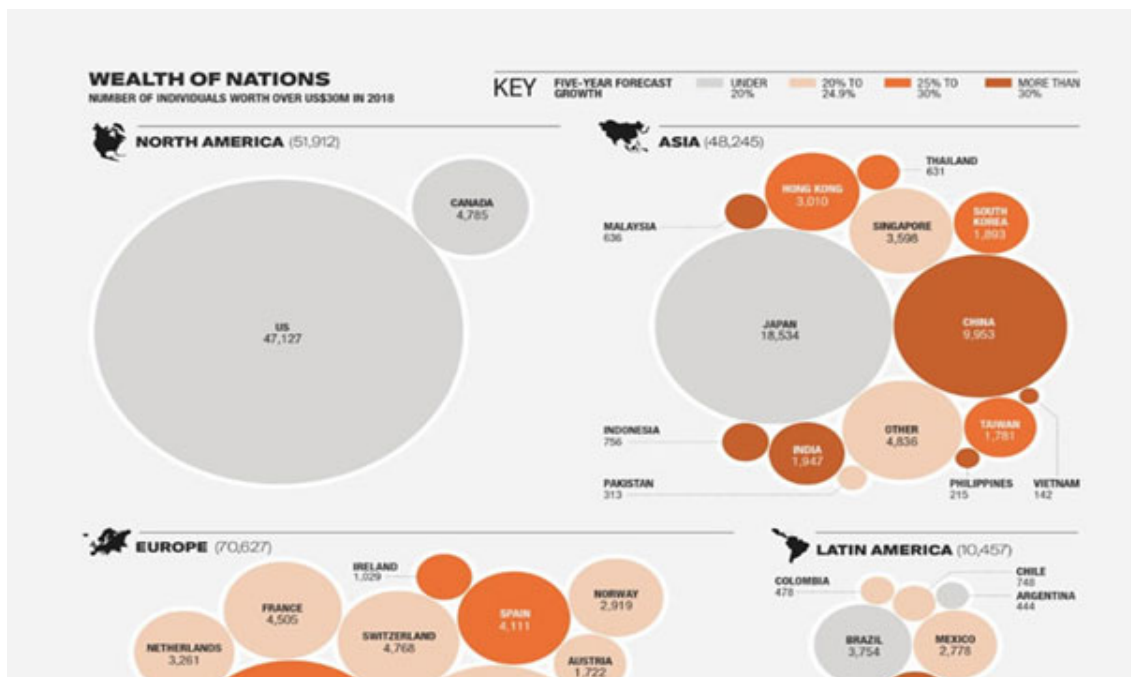 WEALTH OF NATIONS
NUMBER OF INDIVIDUALS WORTH OVER US$30M IN 2018
KEY
FIVE-YEAR FORECAST
GROWTH
UNDER
20%
20% TO
24.9%
25% TO
30%
MORE THAN
30%
NORTH AMERICA (51,912)
CANADA
4,785
US
47,127
ASIA (48,245)
THAILAND
631
HONG KONG
3,010
MALAYSIA
636
SINGAPORE
3,598
SOUTH
KOREA
1,893
JAPAN
18,534
CHINA
9,953
INDONESIA
756
INDIA
1,947
OTHER
4,836
TAIWAN
1,781
PAKISTAN
313
PHILIPPINES
215
VIETNAM
142
EUROPE (70,627)
IRELAND
1,029
FRANCE
4,505
SPAIN
4,111
NORWAY
2,919
NETHERLANDS
3,261
SWITZERLAND
4,768
AUSTRIA
1,722
LATIN AMERICA (10,457)
COLOMBIA
478
CHILE
748
ARGENTINA
444
BRAZIL
3,754
MEXICO
2,778